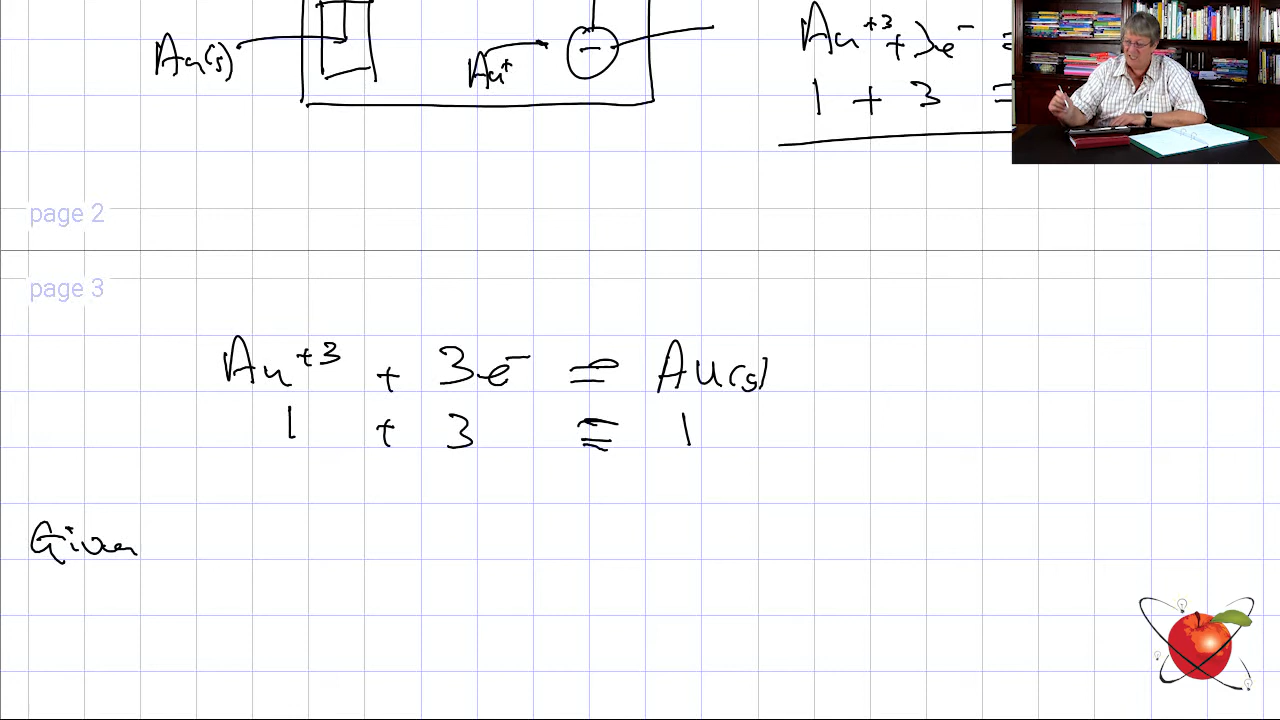 Au(s)
Au+
−
Au+3 + 3e− =
1 + 3 =
page 2
page 3
Au+3 + 3e− = Au(s)
1 + 3 ≡ 1
Given